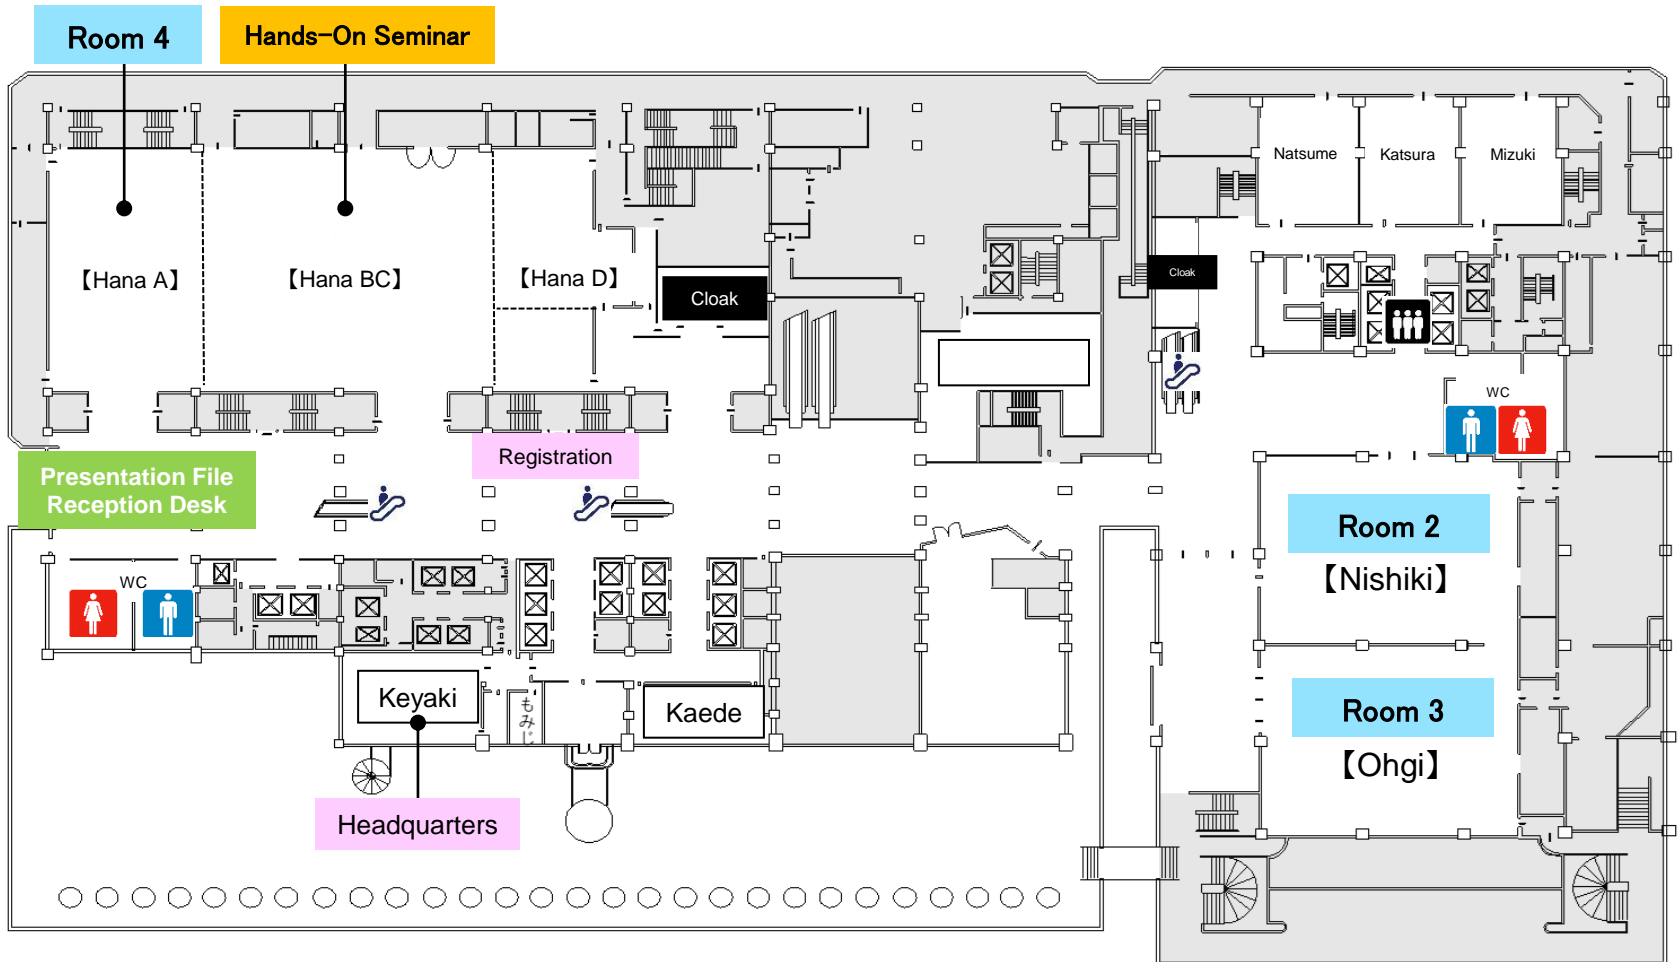 Room 4
Hands-On Seminar
Natsume
Katsura
Mizuki
【Hana A】
【Hana BC】
【Hana D】
Cloak
Cloak
WC
Registration
Presentation File
Reception Desk
Room 2
【Nishiki】
WC
Keyaki
もみじ
Kaede
Room 3
【Ohgi】
Headquarters